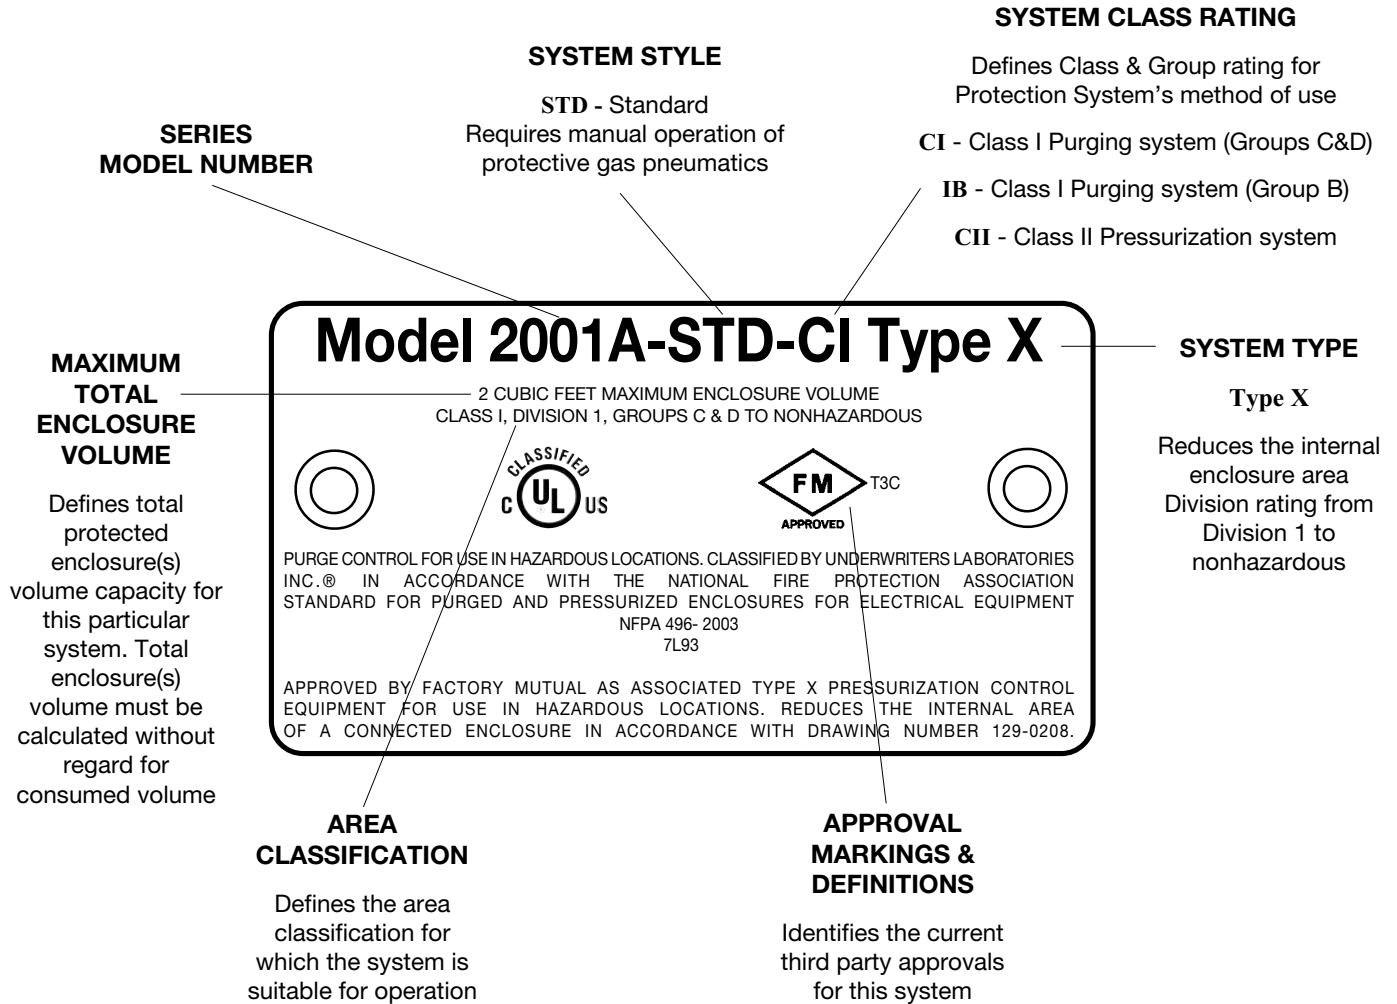 SYSTEM CLASS RATING
Defines Class & Group rating for
Protection System's method of use
CI - Class I Purging system (Groups C&D)
IB - Class I Purging system (Group B)
CII - Class II Pressurization system
SYSTEM STYLE
STD - Standard
Requires manual operation of
protective gas pneumatics
SERIES
MODEL NUMBER
Model 2001A-STD-CI Type X
2 CUBIC FEET MAXIMUM ENCLOSURE VOLUME
CLASS I, DIVISION 1, GROUPS C & D TO NONHAZARDOUS
CLASSIFIED
C UL US
®
FM
T3C
APPROVED
PURGE CONTROL FOR USE IN HAZARDOUS LOCATIONS. CLASSIFIED BY UNDERWRITERS LABORATORIES
INC.® IN ACCORDANCE WITH THE NATIONAL FIRE PROTECTION ASSOCIATION
STANDARD FOR PURGED AND PRESSURIZED ENCLOSURES FOR ELECTRICAL EQUIPMENT
NFPA 496- 2003
7L93
APPROVED BY FACTORY MUTUAL AS ASSOCIATED TYPE X PRESSURIZATION CONTROL
EQUIPMENT FOR USE IN HAZARDOUS LOCATIONS. REDUCES THE INTERNAL AREA
OF A CONNECTED ENCLOSURE IN ACCORDANCE WITH DRAWING NUMBER 129-0208.
MAXIMUM
TOTAL
ENCLOSURE
VOLUME
Defines total
protected
enclosure(s)
volume capacity for
this particular
system. Total
enclosure(s)
volume must be
calculated without
regard for
consumed volume
SYSTEM TYPE
Type X
Reduces the internal
enclosure area
Division rating from
Division 1 to
nonhazardous
AREA
CLASSIFICATION
Defines the area
classification for
which the system is
suitable for operation
APPROVAL
MARKINGS &
DEFINITIONS
Identifies the current
third party approvals
for this system